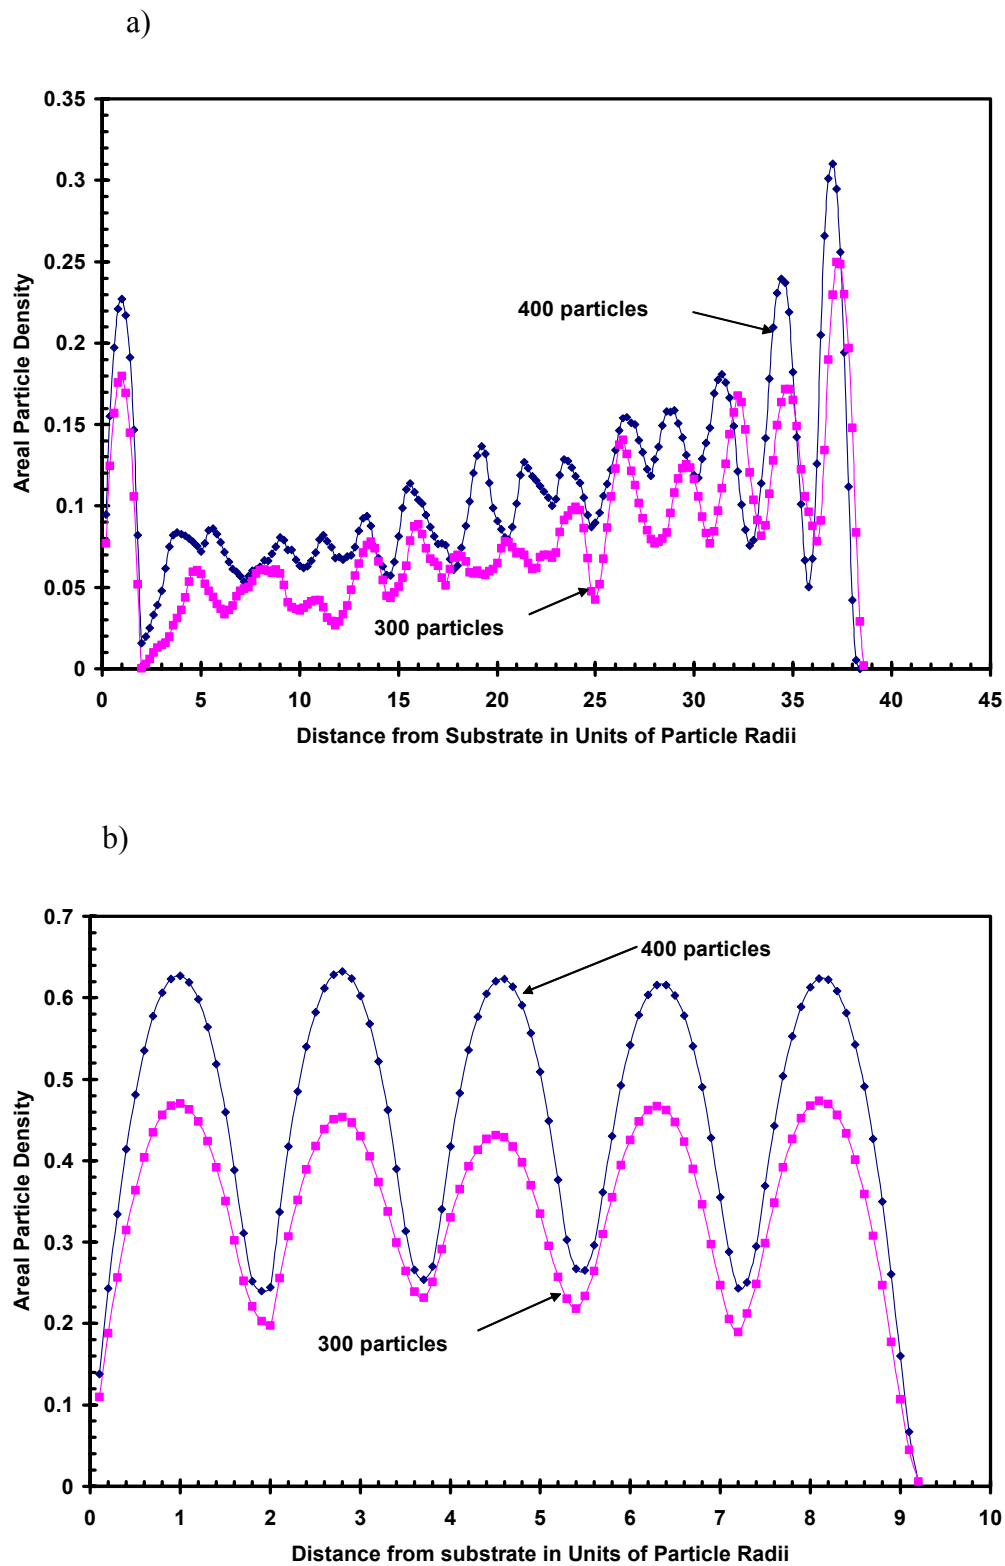 a)
0.35
0.3
0.25
0.2
0.15
0.1
0.05
0
Areal Particle Density
400 particles
300 particles
0 5 10 15 20 25 30 35 40 45
Distance from Substrate in Units of Particle Radii
b)
0.7
0.6
0.5
0.4
0.3
0.2
0.1
0
Areal Particle Density
400 particles
300 particles
0 1 2 3 4 5 6 7 8 9 10
Distance from substrate in Units of Particle Radii